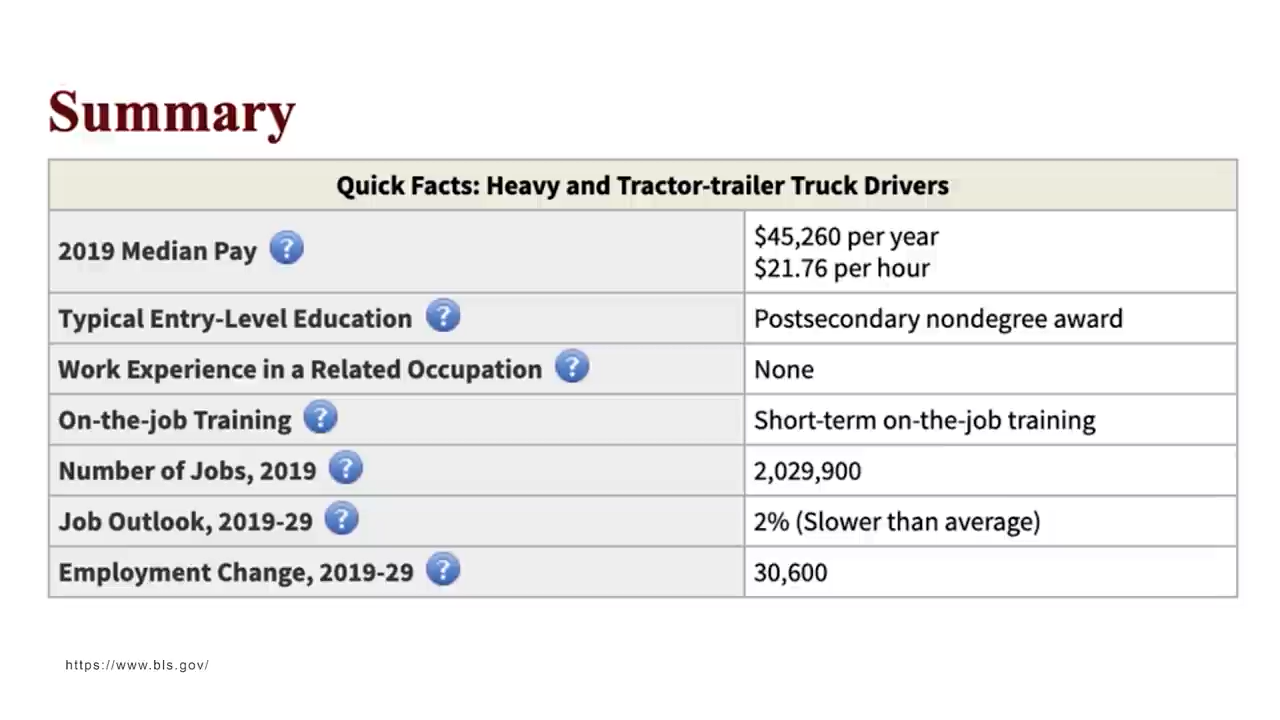 Summary
Quick Facts: Heavy and Tractor-trailer Truck Drivers
2019 Median Pay ?
$45,260 per year
$21.76 per hour
Typical Entry-Level Education ?
Postsecondary nondegree award
Work Experience in a Related Occupation ?
None
On-the-job Training ?
Short-term on-the-job training
Number of Jobs, 2019 ?
2,029,900
Job Outlook, 2019-29 ?
2% (Slower than average)
Employment Change, 2019-29 ?
30,600
https://www.bls.gov/